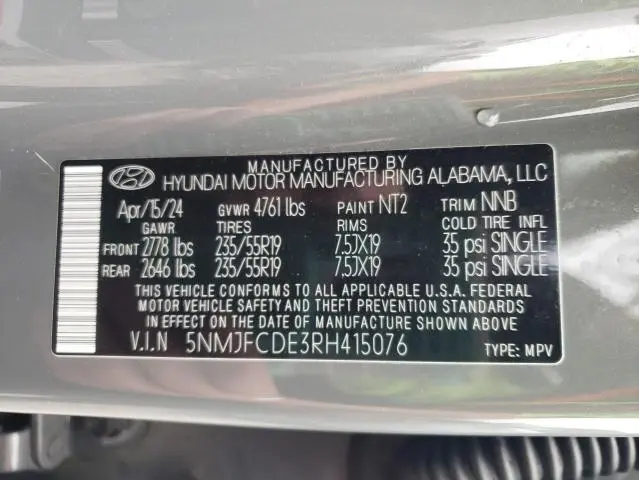 MANUFACTURED BY
HYUNDAI MOTOR MANUFACTURING ALABAMA, LLC
Apr/15/24 GVWR 4761 lbs PAINT NT2 TRIM NNB
GAWR TIRES RIMS COLD TIRE INFL
FRONT 2778 lbs 235/55R19 7.5JX19 35 psi SINGLE
REAR 2646 lbs 235/55R19 7.5JX19 35 psi SINGLE
THIS VEHICLE CONFORMS TO ALL APPLICABLE U.S.A. FEDERAL
MOTOR VEHICLE SAFETY AND THEFT PREVENTION STANDARDS
IN EFFECT ON THE DATE OF MANUFACTURE SHOWN ABOVE
V.I.N 5NMJFCDE3RH415076 TYPE: MPV